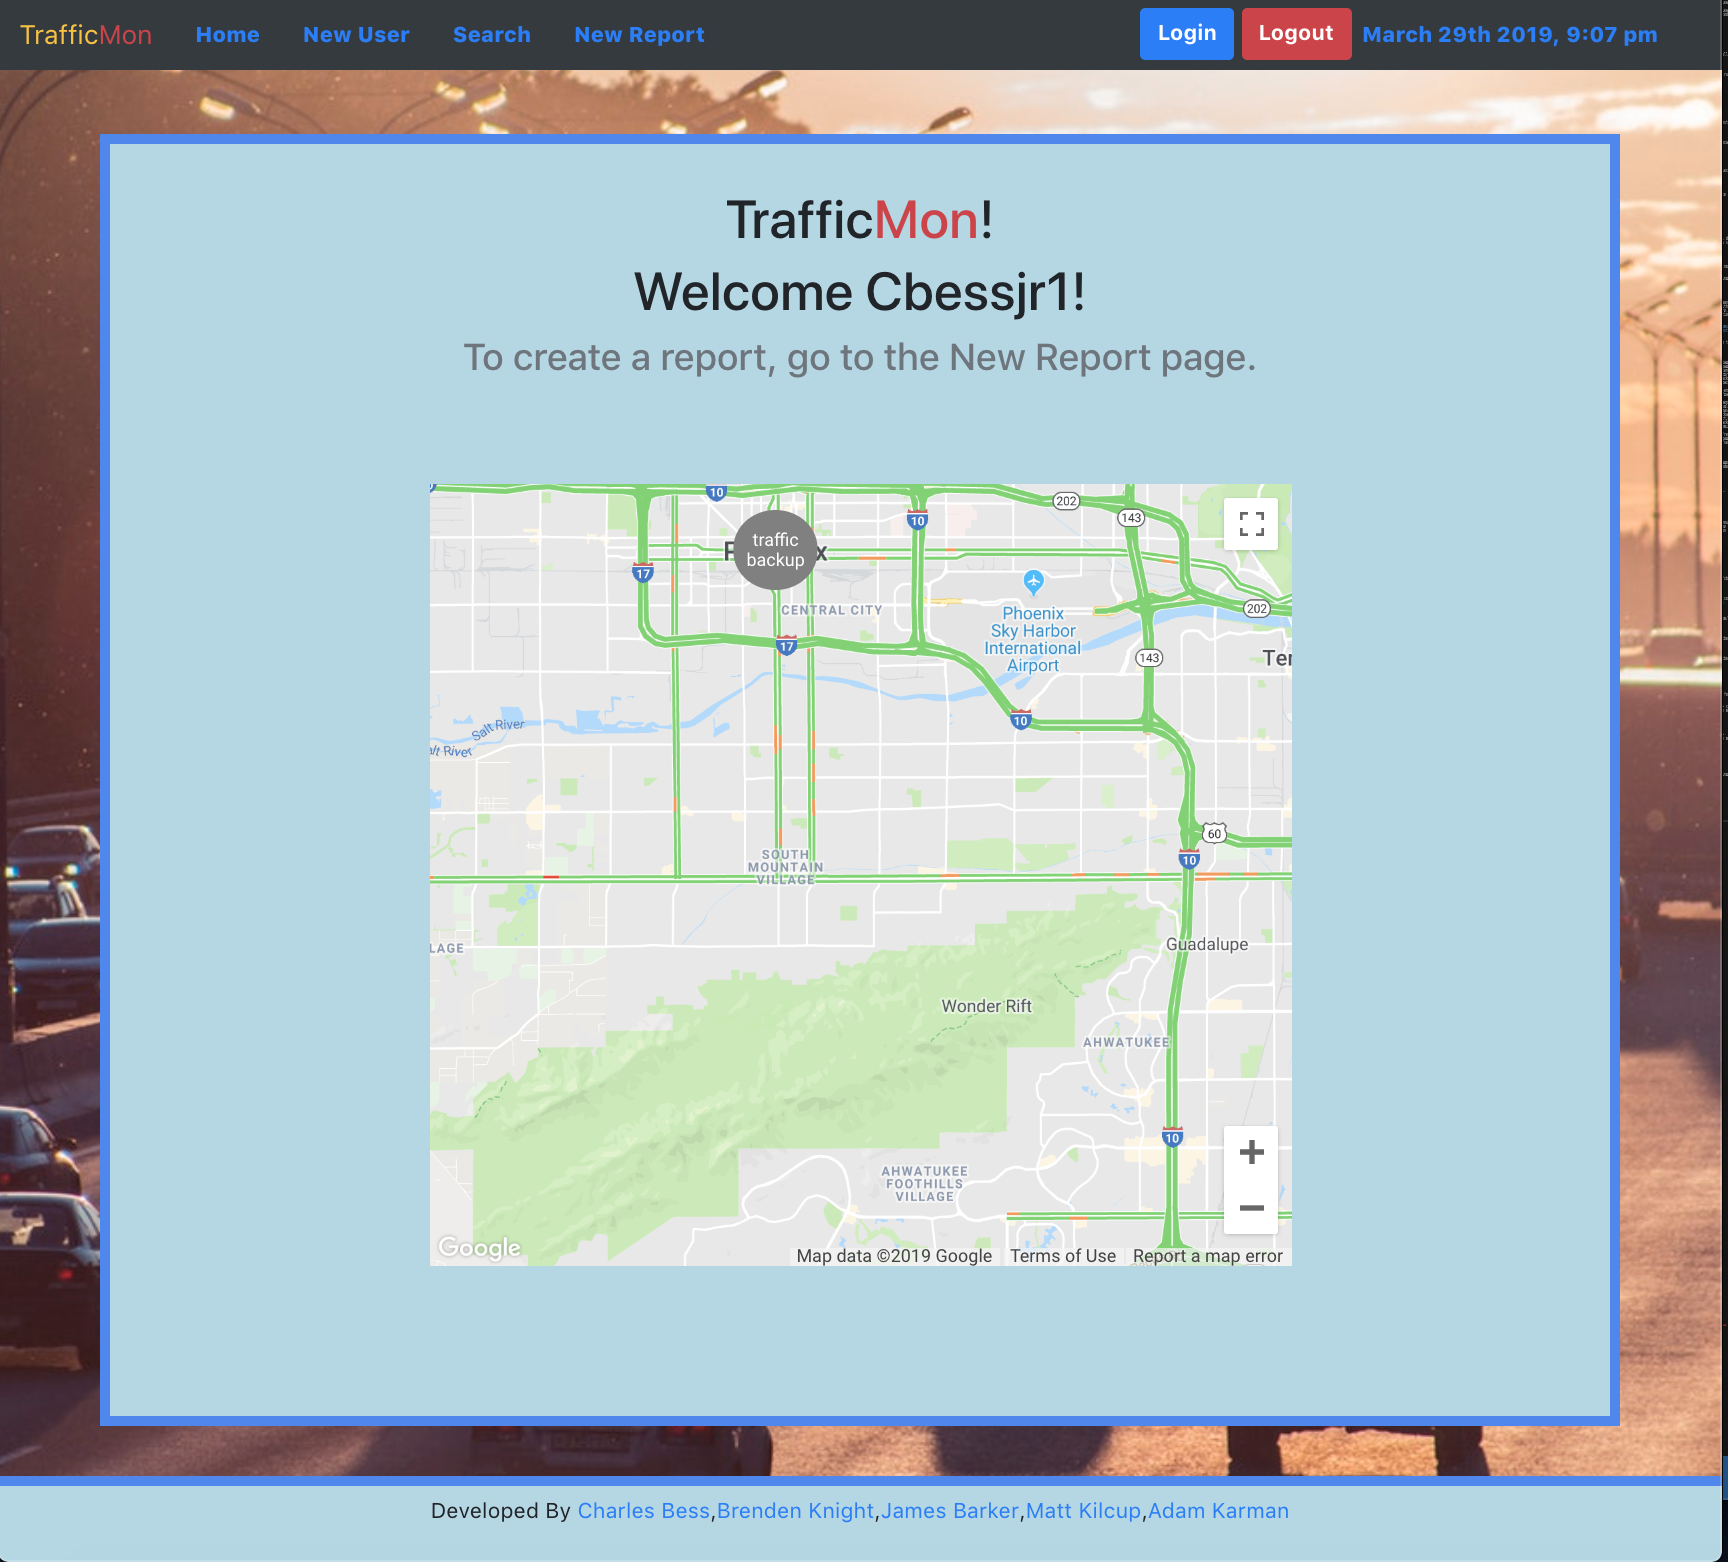 TrafficMon Home New User Search New Report Login Logout March 29th 2019, 9:07 pm
TrafficMon!
Welcome Cbessjr1!
To create a report, go to the New Report page.
10
202
143
10
traffic
backup
17
CENTRAL CITY
Phoenix
Sky Harbor
International
Airport
202
17
143
Ter
10
Salt River
alt River
60
10
SOUTH
MOUNTAIN
VILLAGE
LAGE
Guadalupe
Wonder Rift
AHWATUKEE
10
AHWATUKEE
FOOTHILLS
VILLAGE
Google
Map data ©2019 Google Terms of Use Report a map error
Developed By Charles Bess,Brenden Knight,James Barker,Matt Kilcup,Adam Karman